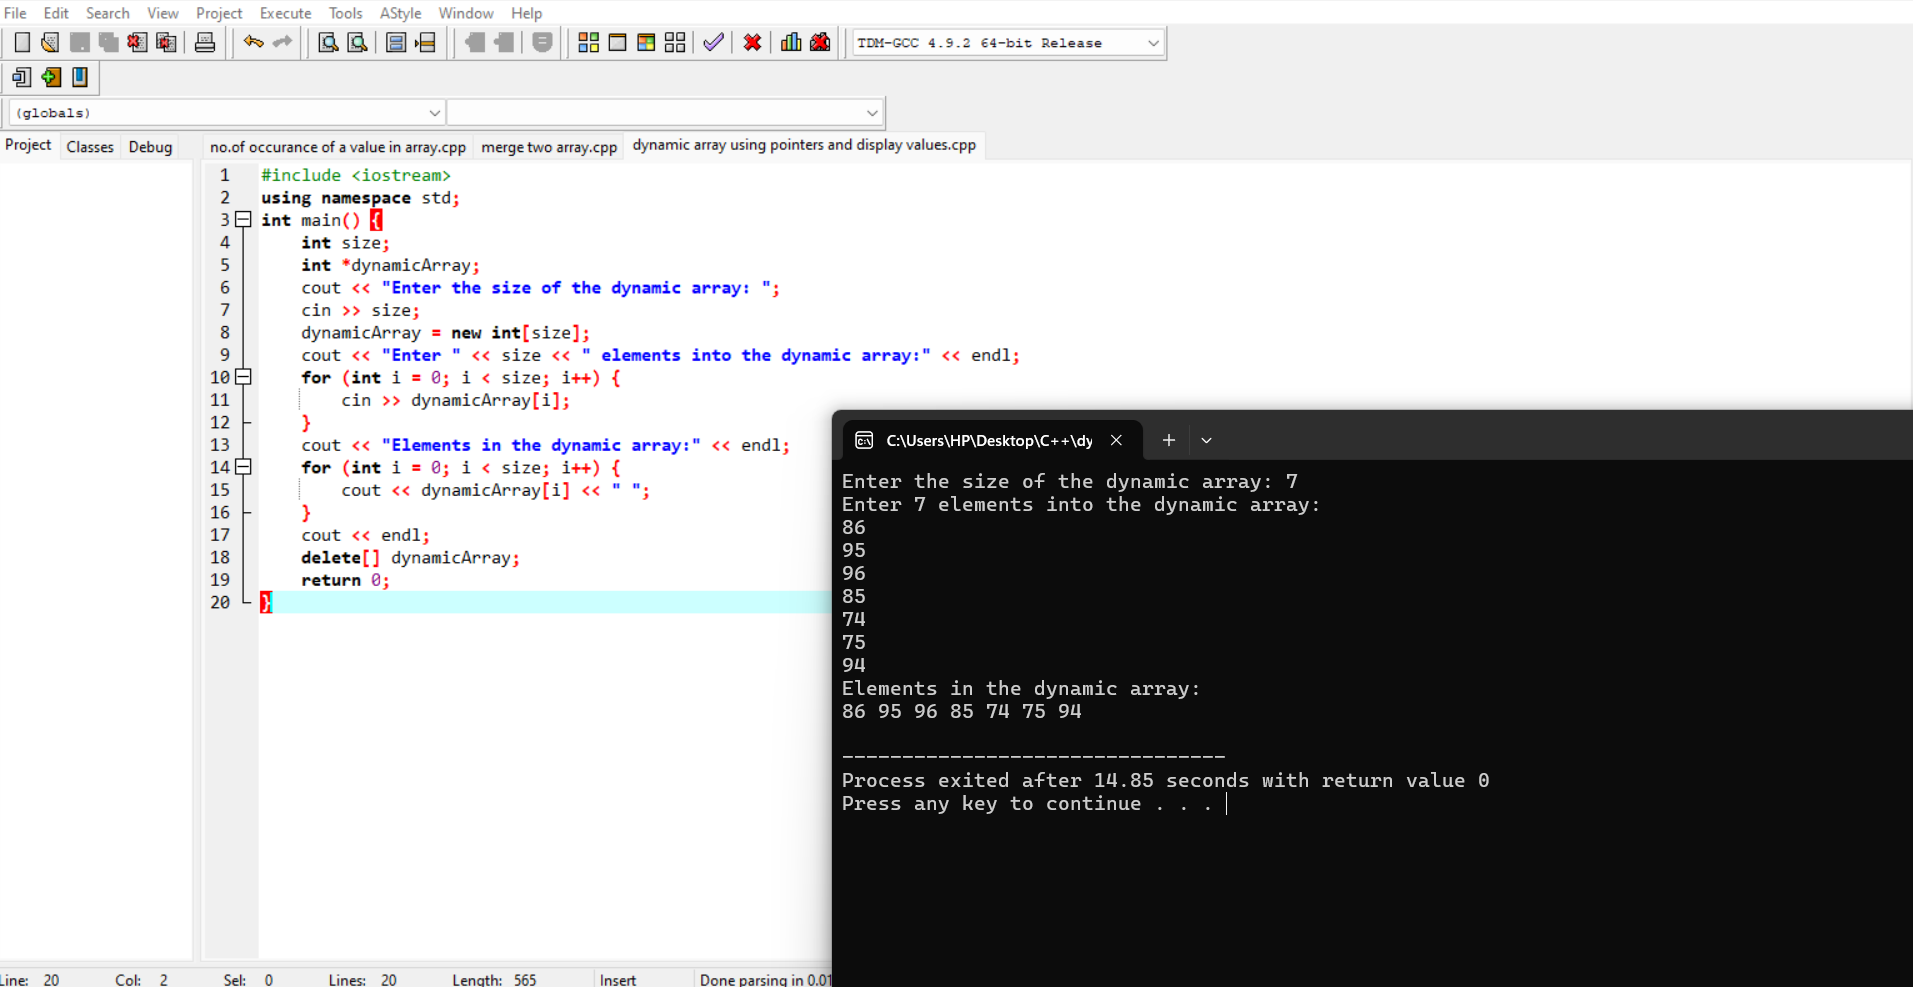 File Edit Search View Project Execute Tools AStyle Window Help
TDM-GCC 4.9.2 64-bit Release
(globals)
Project Classes Debug
no.of occurance of a value in array.cpp merge two array.cpp dynamic array using pointers and display values.cpp
1 #include <iostream>
2 using namespace std;
3 int main() {
4 int size;
5 int *dynamicArray;
6 cout << "Enter the size of the dynamic array: ";
7 cin >> size;
8 dynamicArray = new int[size];
9 cout << "Enter " << size << " elements into the dynamic array:" << endl;
10 for (int i = 0; i < size; i++) {
11 cin >> dynamicArray[i];
12 }
13 cout << "Elements in the dynamic array:" << endl;
14 for (int i = 0; i < size; i++) {
15 cout << dynamicArray[i] << " ";
16 }
17 cout << endl;
18 delete[] dynamicArray;
19 return 0;
20 }
C:\Users\HP\Desktop\C++\dy
Enter the size of the dynamic array: 7
Enter 7 elements into the dynamic array:
86
95
96
85
74
75
94
Elements in the dynamic array:
86 95 96 85 74 75 94
--------------------------------
Process exited after 14.85 seconds with return value 0
Press any key to continue . . .
Line: 20 Col: 2 Sel: 0 Lines: 20 Length: 565 Insert Done parsing in 0.01